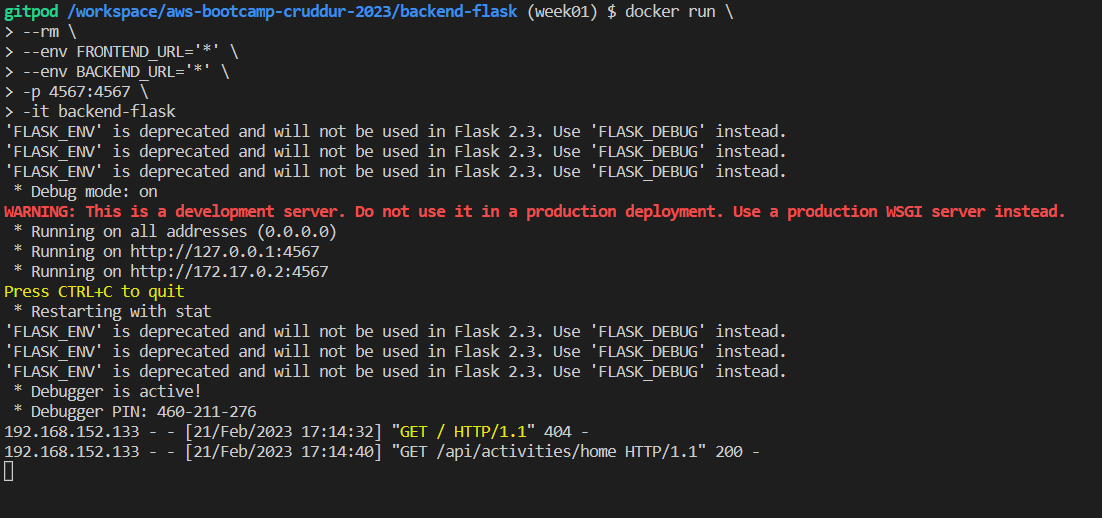 gitpod /workspace/aws-bootcamp-cruddur-2023/backend-flask (week01) $ docker run \
> --rm \
> --env FRONTEND_URL='*' \
> --env BACKEND_URL='*' \
> -p 4567:4567 \
> -it backend-flask
'FLASK_ENV' is deprecated and will not be used in Flask 2.3. Use 'FLASK_DEBUG' instead.
'FLASK_ENV' is deprecated and will not be used in Flask 2.3. Use 'FLASK_DEBUG' instead.
'FLASK_ENV' is deprecated and will not be used in Flask 2.3. Use 'FLASK_DEBUG' instead.
 * Debug mode: on
WARNING: This is a development server. Do not use it in a production deployment. Use a production WSGI server instead.
 * Running on all addresses (0.0.0.0)
 * Running on http://127.0.0.1:4567
 * Running on http://172.17.0.2:4567
Press CTRL+C to quit
 * Restarting with stat
'FLASK_ENV' is deprecated and will not be used in Flask 2.3. Use 'FLASK_DEBUG' instead.
'FLASK_ENV' is deprecated and will not be used in Flask 2.3. Use 'FLASK_DEBUG' instead.
'FLASK_ENV' is deprecated and will not be used in Flask 2.3. Use 'FLASK_DEBUG' instead.
 * Debugger is active!
 * Debugger PIN: 460-211-276
192.168.152.133 - - [21/Feb/2023 17:14:32] "GET / HTTP/1.1" 404 -
192.168.152.133 - - [21/Feb/2023 17:14:40] "GET /api/activities/home HTTP/1.1" 200 -